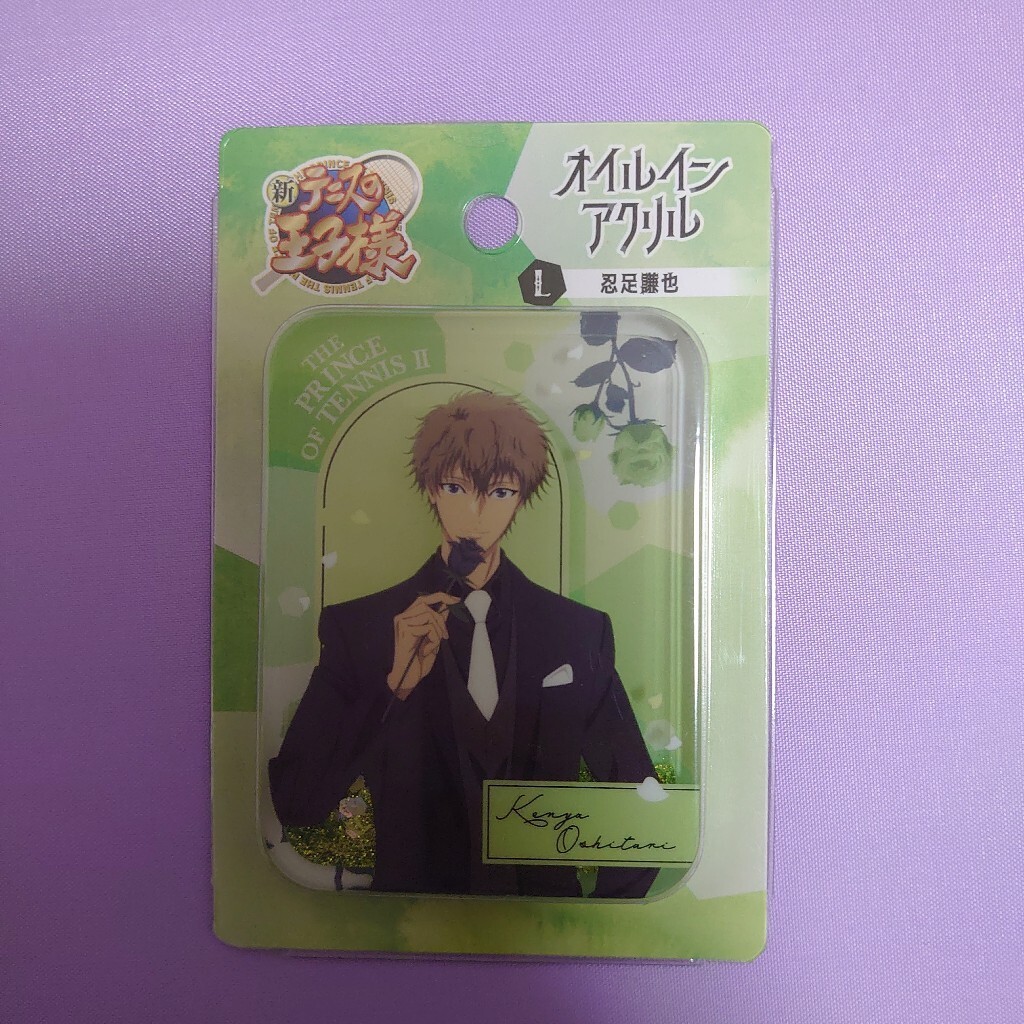 新テニスの
王子様
オイルイン
アクリル
L 忍足謙也
THE
PRINCE
OF TENNIS II
Kenya
Oshitari